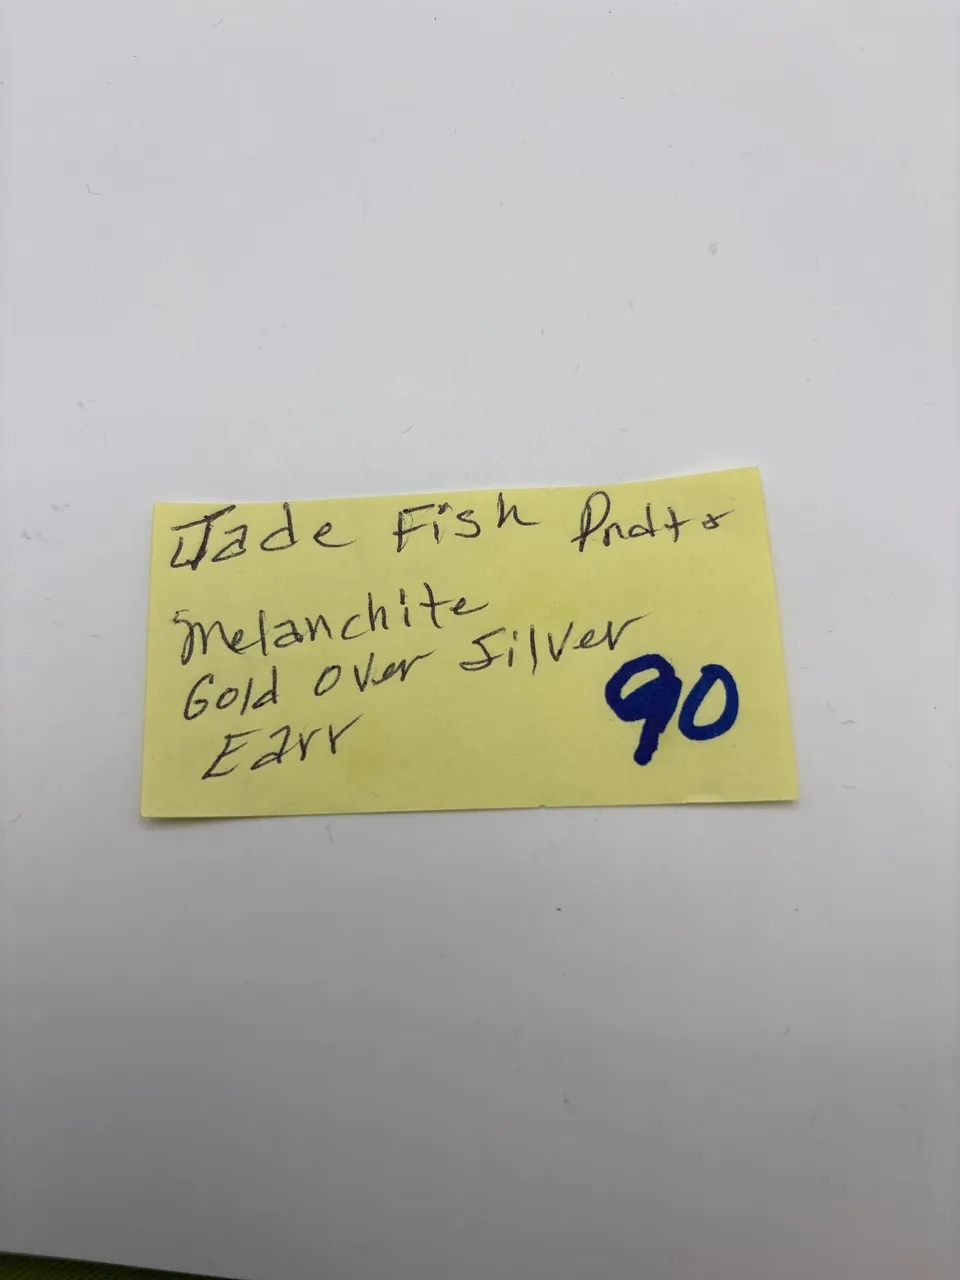 Jade Fish Pndt +
Melanchite
Gold over Silver
Earr
90